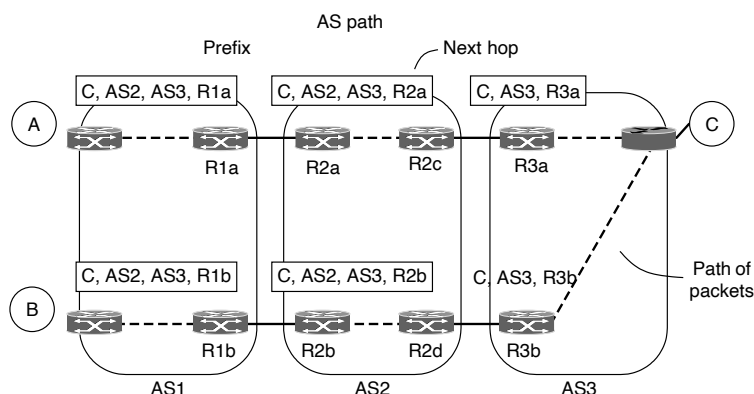 AS path
Prefix
Next hop
C, AS2, AS3, R1a
C, AS2, AS3, R2a
C, AS3, R3a
A
C
R1a
R2a
R2c
R3a
C, AS2, AS3, R1b
C, AS2, AS3, R2b
C, AS3, R3b
Path of
packets
B
R1b
R2b
R2d
R3b
AS1
AS2
AS3